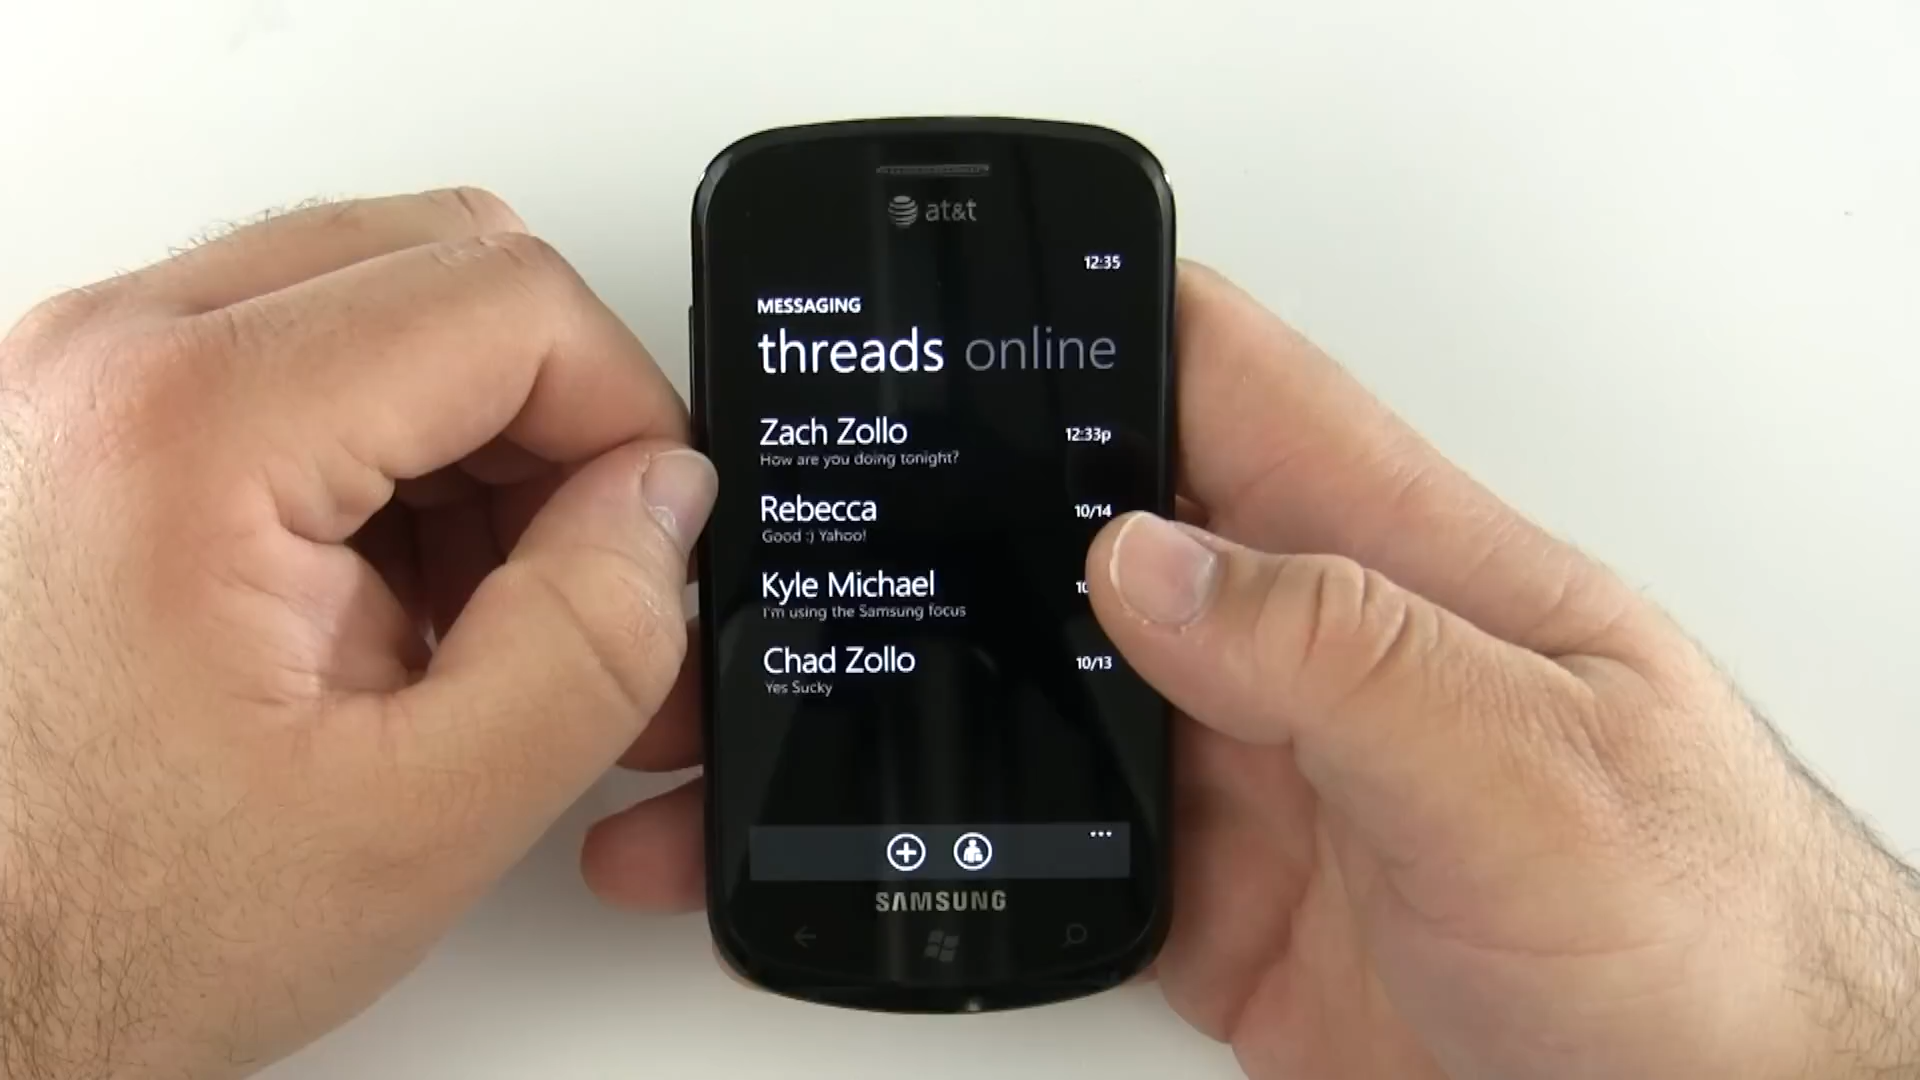 at&t
12:35
MESSAGING
threads online
Zach Zollo 12:33p
How are you doing tonight?
Rebecca 10/14
Good :) Yahoo!
Kyle Michael
I'm using the Samsung focus
Chad Zollo 10/13
Yes Sucky
SAMSUNG